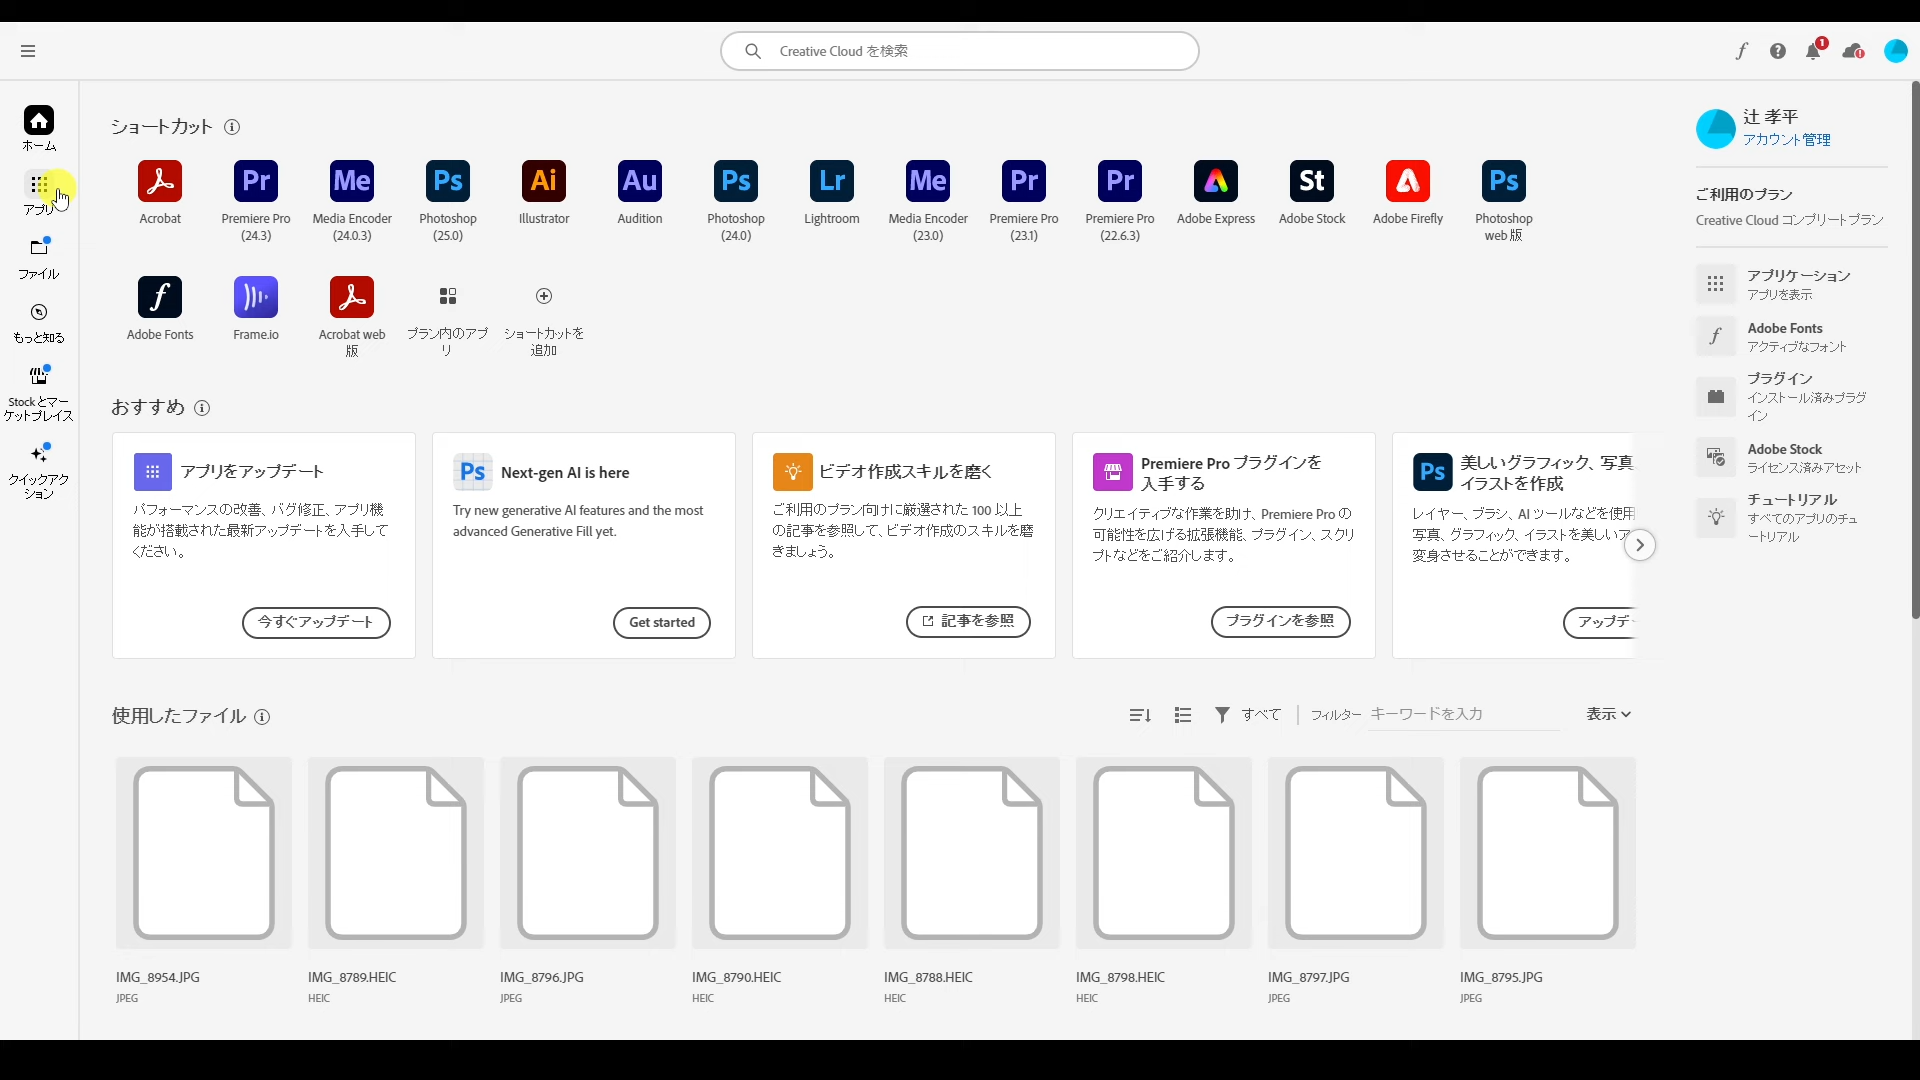 Creative Cloud を検索
1
ホーム
アプリ
ファイル
もっと知る
Stockとマー
ケットプレイス
クイックアク
ション
ショートカット
Acrobat
Pr
Premiere Pro
(24.3)
Me
Media Encoder
(24.0.3)
Ps
Photoshop
(25.0)
Ai
Illustrator
Au
Audition
Ps
Photoshop
(24.0)
Lr
Lightroom
Me
Media Encoder
(23.0)
Pr
Premiere Pro
(23.1)
Pr
Premiere Pro
(22.6.3)
Adobe Express
St
Adobe Stock
Adobe Firefly
Ps
Photoshop
web 版
Adobe Fonts
Frame.io
Acrobat web
版
プラン内のアプ
リ
ショートカットを
追加
おすすめ
アプリをアップデート
パフォーマンスの改善、バグ修正、アプリ機
能が搭載された最新アップデートを入手して
ください。
今すぐアップデート
Ps
Next-gen AI is here
Try new generative AI features and the most
advanced Generative Fill yet.
Get started
ビデオ作成スキルを磨く
ご利用のプラン向けに厳選された 100 以上
の記事を参照して、ビデオ作成のスキルを磨
きましょう。
記事を参照
Premiere Pro プラグインを
入手する
クリエイティブな作業を助け、Premiere Pro の
可能性を広げる拡張機能、プラグイン、スクリ
プトなどをご紹介します。
プラグインを参照
Ps
美しいグラフィック、写真
イラストを作成
レイヤー、ブラシ、AI ツールなどを使用
写真、グラフィック、イラストを美しいア
変身させることができます。
アップデー
使用したファイル
すべて
フィルター
キーワードを入力
表示
IMG_8954.JPG
JPEG
IMG_8789.HEIC
HEIC
IMG_8796.JPG
JPEG
IMG_8790.HEIC
HEIC
IMG_8788.HEIC
HEIC
IMG_8798.HEIC
HEIC
IMG_8797.JPG
JPEG
IMG_8795.JPG
JPEG
辻 孝平
アカウント管理
ご利用のプラン
Creative Cloud コンプリートプラン
アプリケーション
アプリを表示
Adobe Fonts
アクティブなフォント
プラグイン
インストール済みプラグ
イン
Adobe Stock
ライセンス済みアセット
チュートリアル
すべてのアプリのチュ
ートリアル